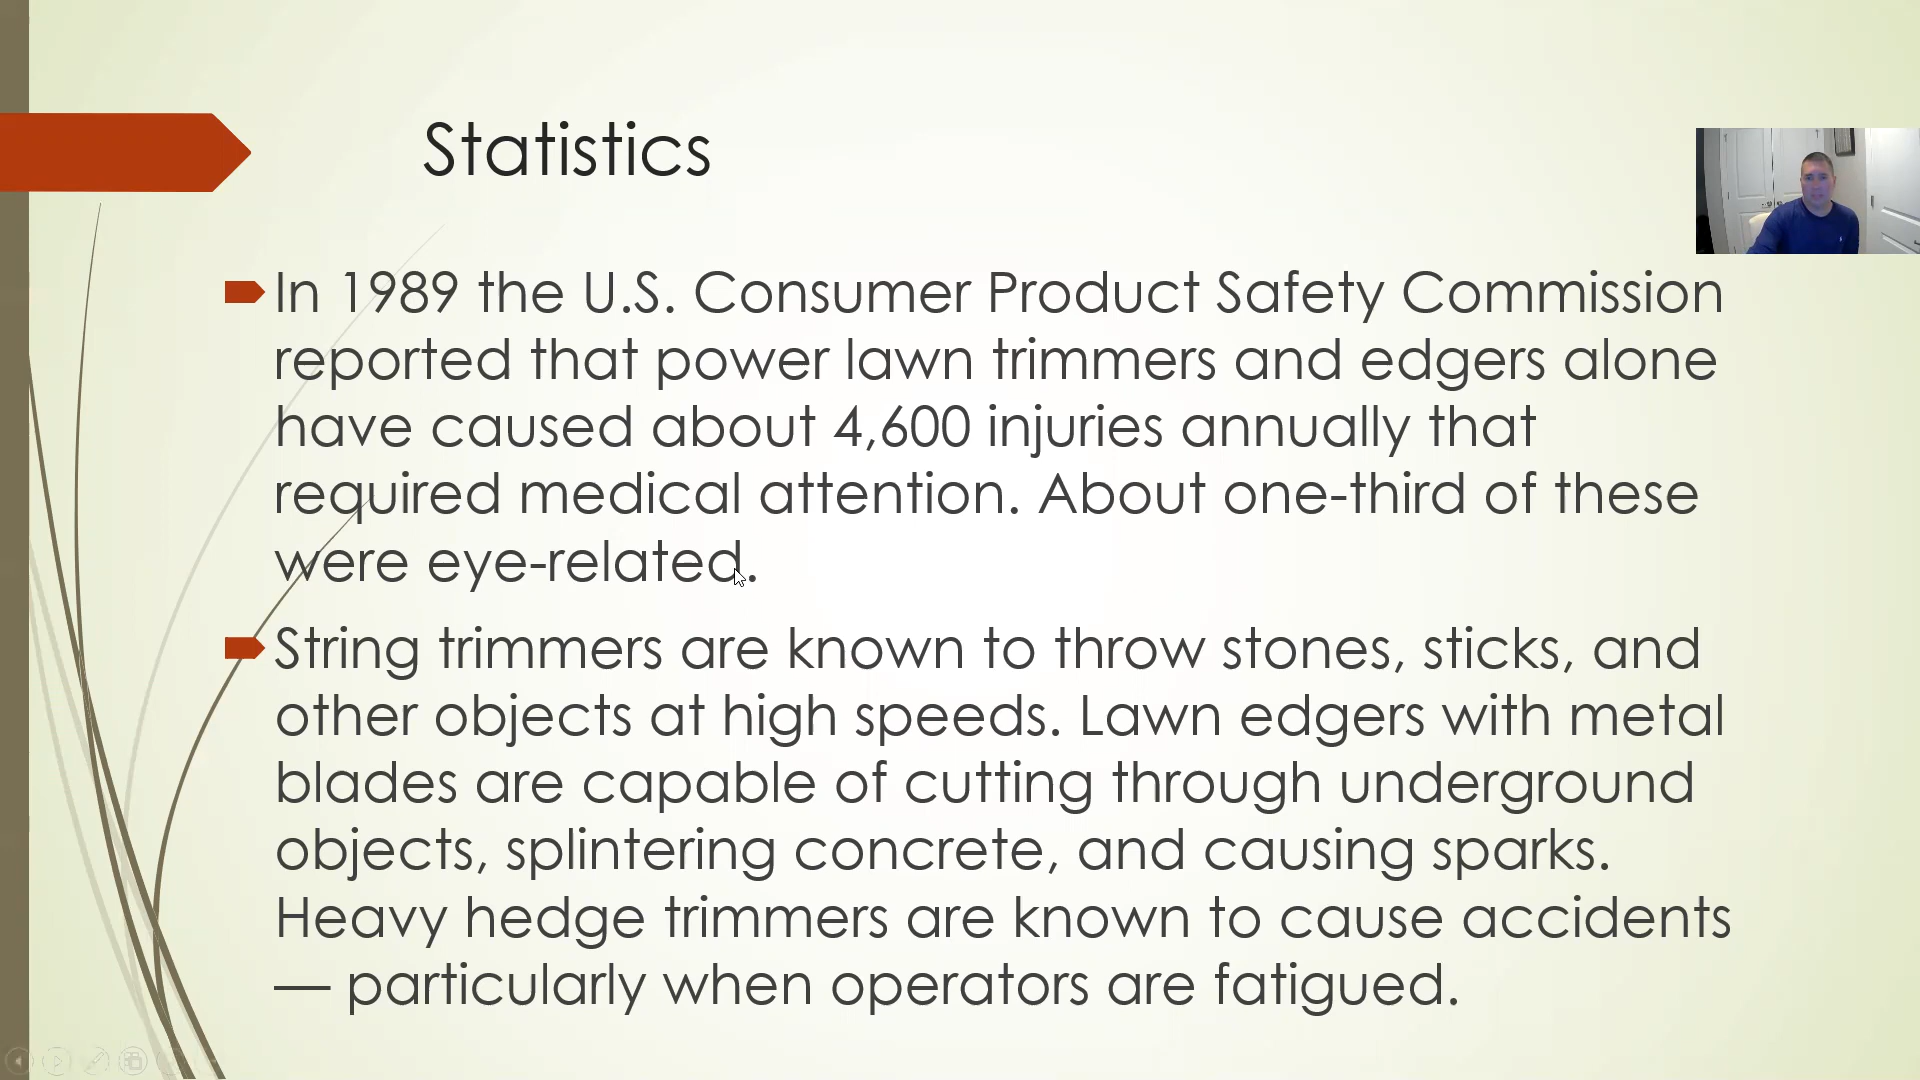 Statistics
In 1989 the U.S. Consumer Product Safety Commission
reported that power lawn trimmers and edgers alone
have caused about 4,600 injuries annually that
required medical attention. About one-third of these
were eye-related.
String trimmers are known to throw stones, sticks, and
other objects at high speeds. Lawn edgers with metal
blades are capable of cutting through underground
objects, splintering concrete, and causing sparks.
Heavy hedge trimmers are known to cause accidents
— particularly when operators are fatigued.